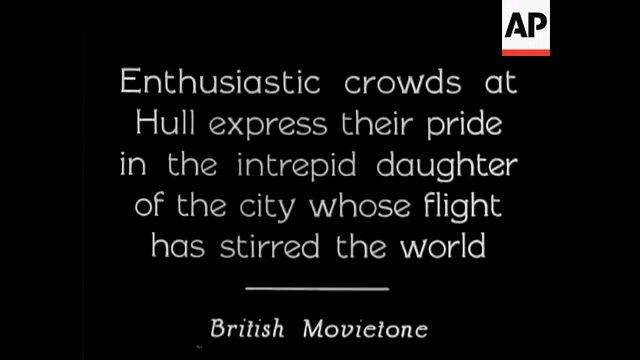 AP
Enthusiastic crowds at
Hull express their pride
in the intrepid daughter
of the city whose flight
has stirred the world
British Movietone